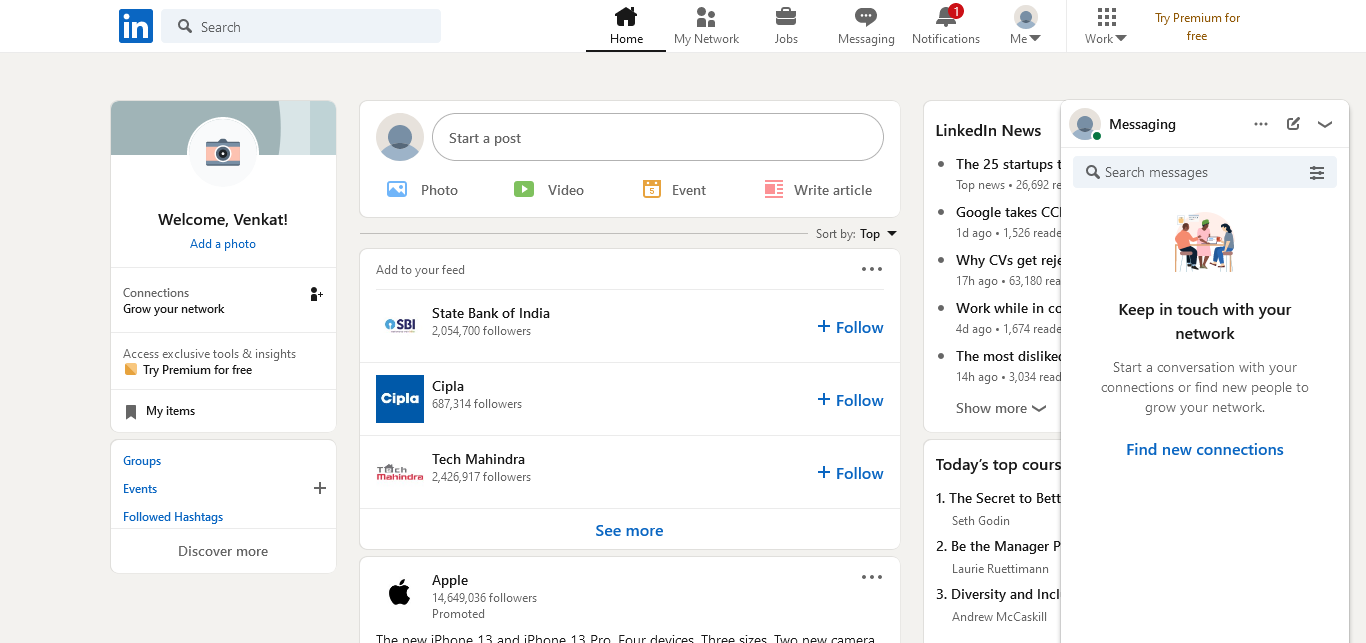 in
Search
Home
My Network
Jobs
Messaging
1
Notifications
Me
Work
Try Premium for
free
Welcome, Venkat!
Add a photo
Connections
Grow your network
Access exclusive tools & insights
Try Premium for free
My items
Groups
Events
Followed Hashtags
Discover more
Start a post
Photo
Video
5
Event
Write article
Sort by: Top
Add to your feed
SBI
State Bank of India
2,054,700 followers
+ Follow
Cipla
Cipla
687,314 followers
+ Follow
Tech
Mahindra
Tech Mahindra
2,426,917 followers
+ Follow
See more
Apple
14,649,036 followers
Promoted
The new iPhone 13 and iPhone 13 Pro. Four devices. Three sizes. Two new camera
LinkedIn News
The 25 startups
Top news • 26,692
Google takes CC
1d ago • 1,526 reade
Why CVs get reje
17h ago • 63,180 rea
Work while in co
4d ago • 1,674 reade
The most disliked
14h ago • 3,034 read
Show more
Today's top cours
1. The Secret to Bett
Seth Godin
2. Be the Manager P
Laurie Ruettimann
3. Diversity and Incl
Andrew McCaskill
Messaging
Search messages
Keep in touch with your
network
Start a conversation with your
connections or find new people to
grow your network.
Find new connections